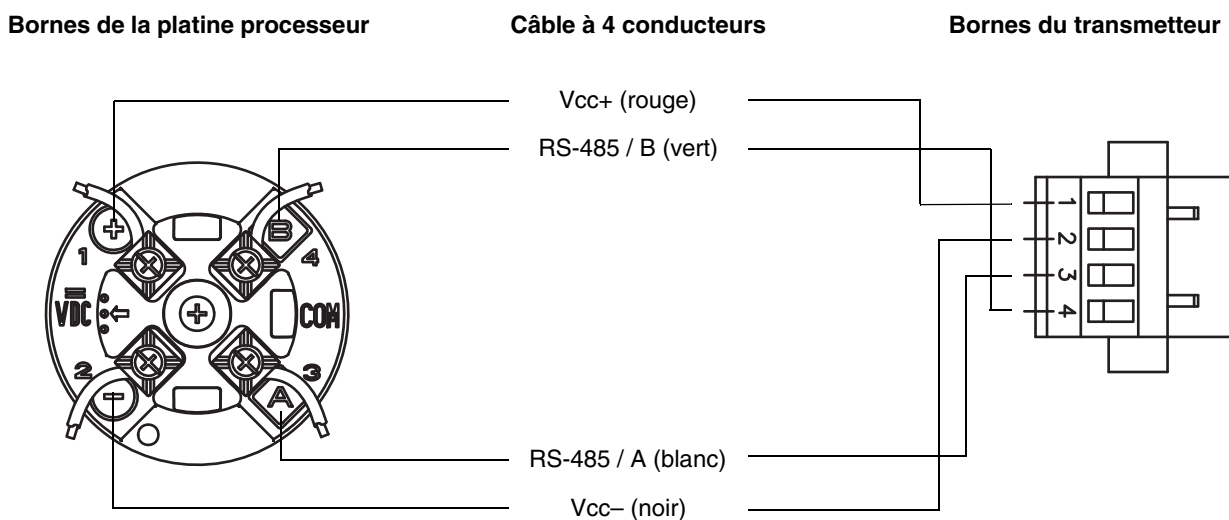 Bornes de la platine processeur
Câble à 4 conducteurs
Bornes du transmetteur
Vcc+ (rouge)
RS-485 / B (vert)
+
B
1
4
VDC
COM
2
3
-
A
1
2
3
4
RS-485 / A (blanc)
Vcc– (noir)